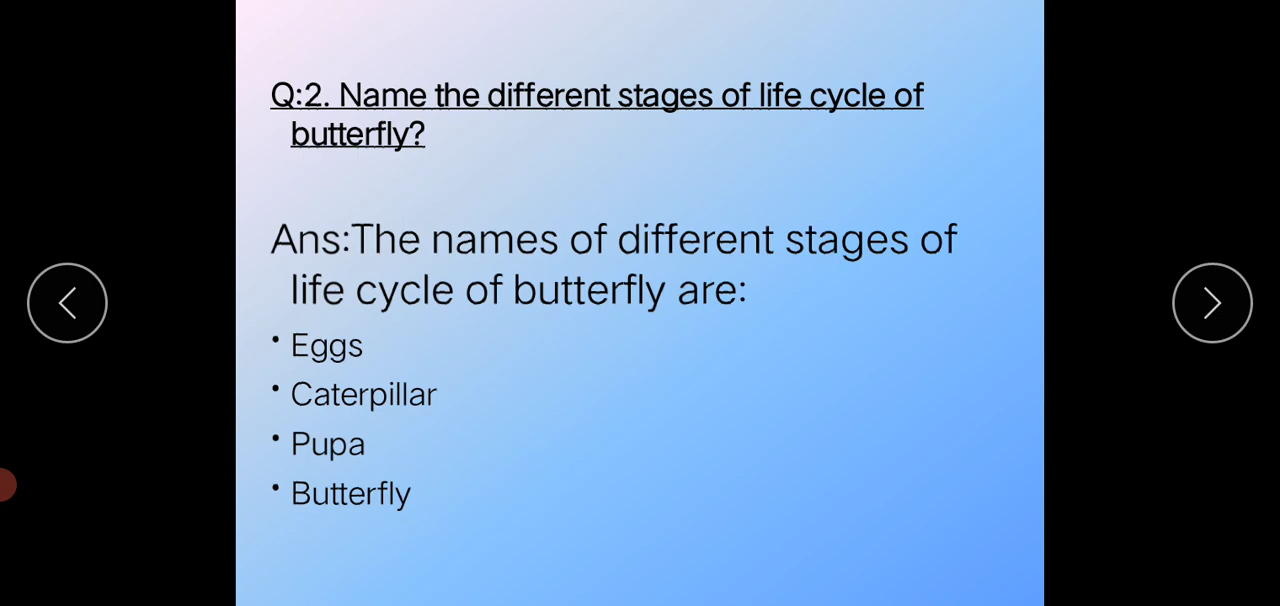 Q:2. Name the different stages of life cycle of
butterfly?
Ans:The names of different stages of
life cycle of butterfly are:
• Eggs
• Caterpillar
• Pupa
• Butterfly